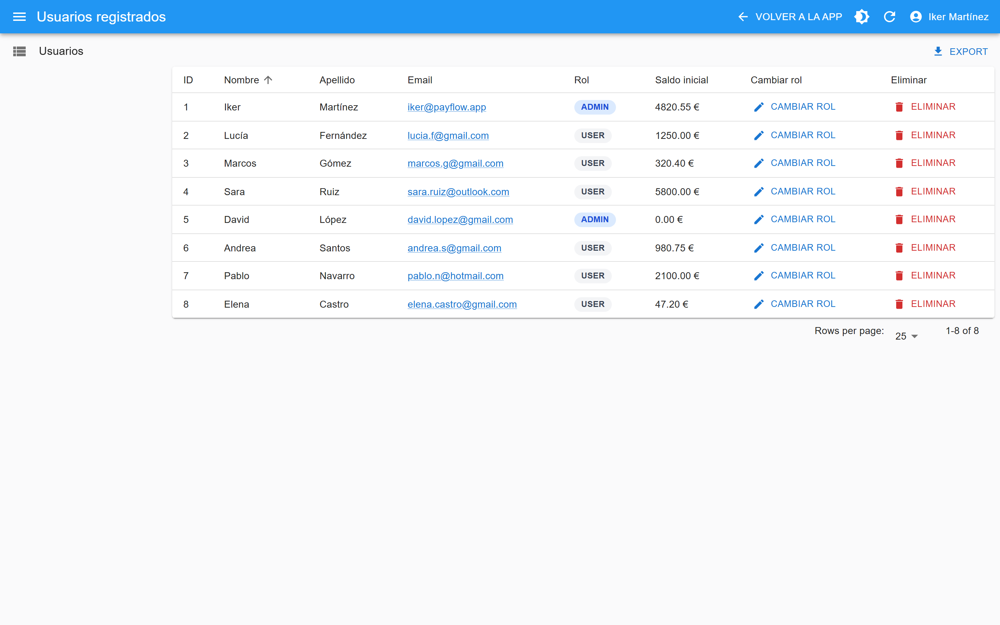 Usuarios registrados VOLVER A LA APP Iker Martínez
Usuarios EXPORT
ID Nombre Apellido Email Rol Saldo inicial Cambiar rol Eliminar
1 Iker Martínez iker@payflow.app ADMIN 4820.55 € CAMBIAR ROL ELIMINAR
2 Lucía Fernández lucia.f@gmail.com USER 1250.00 € CAMBIAR ROL ELIMINAR
3 Marcos Gómez marcos.g@gmail.com USER 320.40 € CAMBIAR ROL ELIMINAR
4 Sara Ruiz sara.ruiz@outlook.com USER 5800.00 € CAMBIAR ROL ELIMINAR
5 David López david.lopez@gmail.com ADMIN 0.00 € CAMBIAR ROL ELIMINAR
6 Andrea Santos andrea.s@gmail.com USER 980.75 € CAMBIAR ROL ELIMINAR
7 Pablo Navarro pablo.n@hotmail.com USER 2100.00 € CAMBIAR ROL ELIMINAR
8 Elena Castro elena.castro@gmail.com USER 47.20 € CAMBIAR ROL ELIMINAR
Rows per page: 25 1-8 of 8